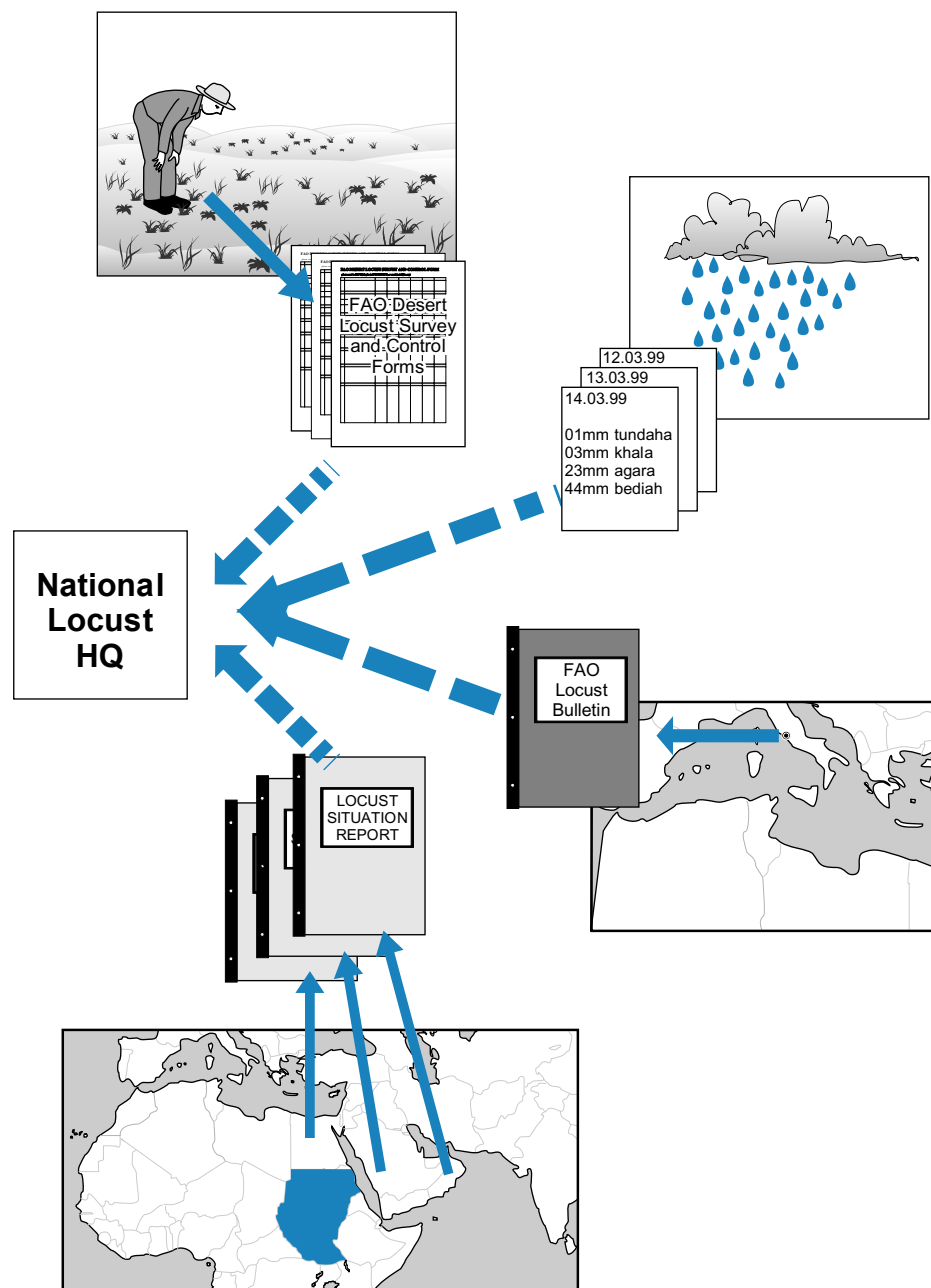 FAO Desert
Locust Survey
and Control
Forms
12.03.99
13.03.99
14.03.99
01mm tundaha
03mm khala
23mm agara
44mm bediah
National
Locust
HQ
FAO
Locust
Bulletin
LOCUST
SITUATION
REPORT